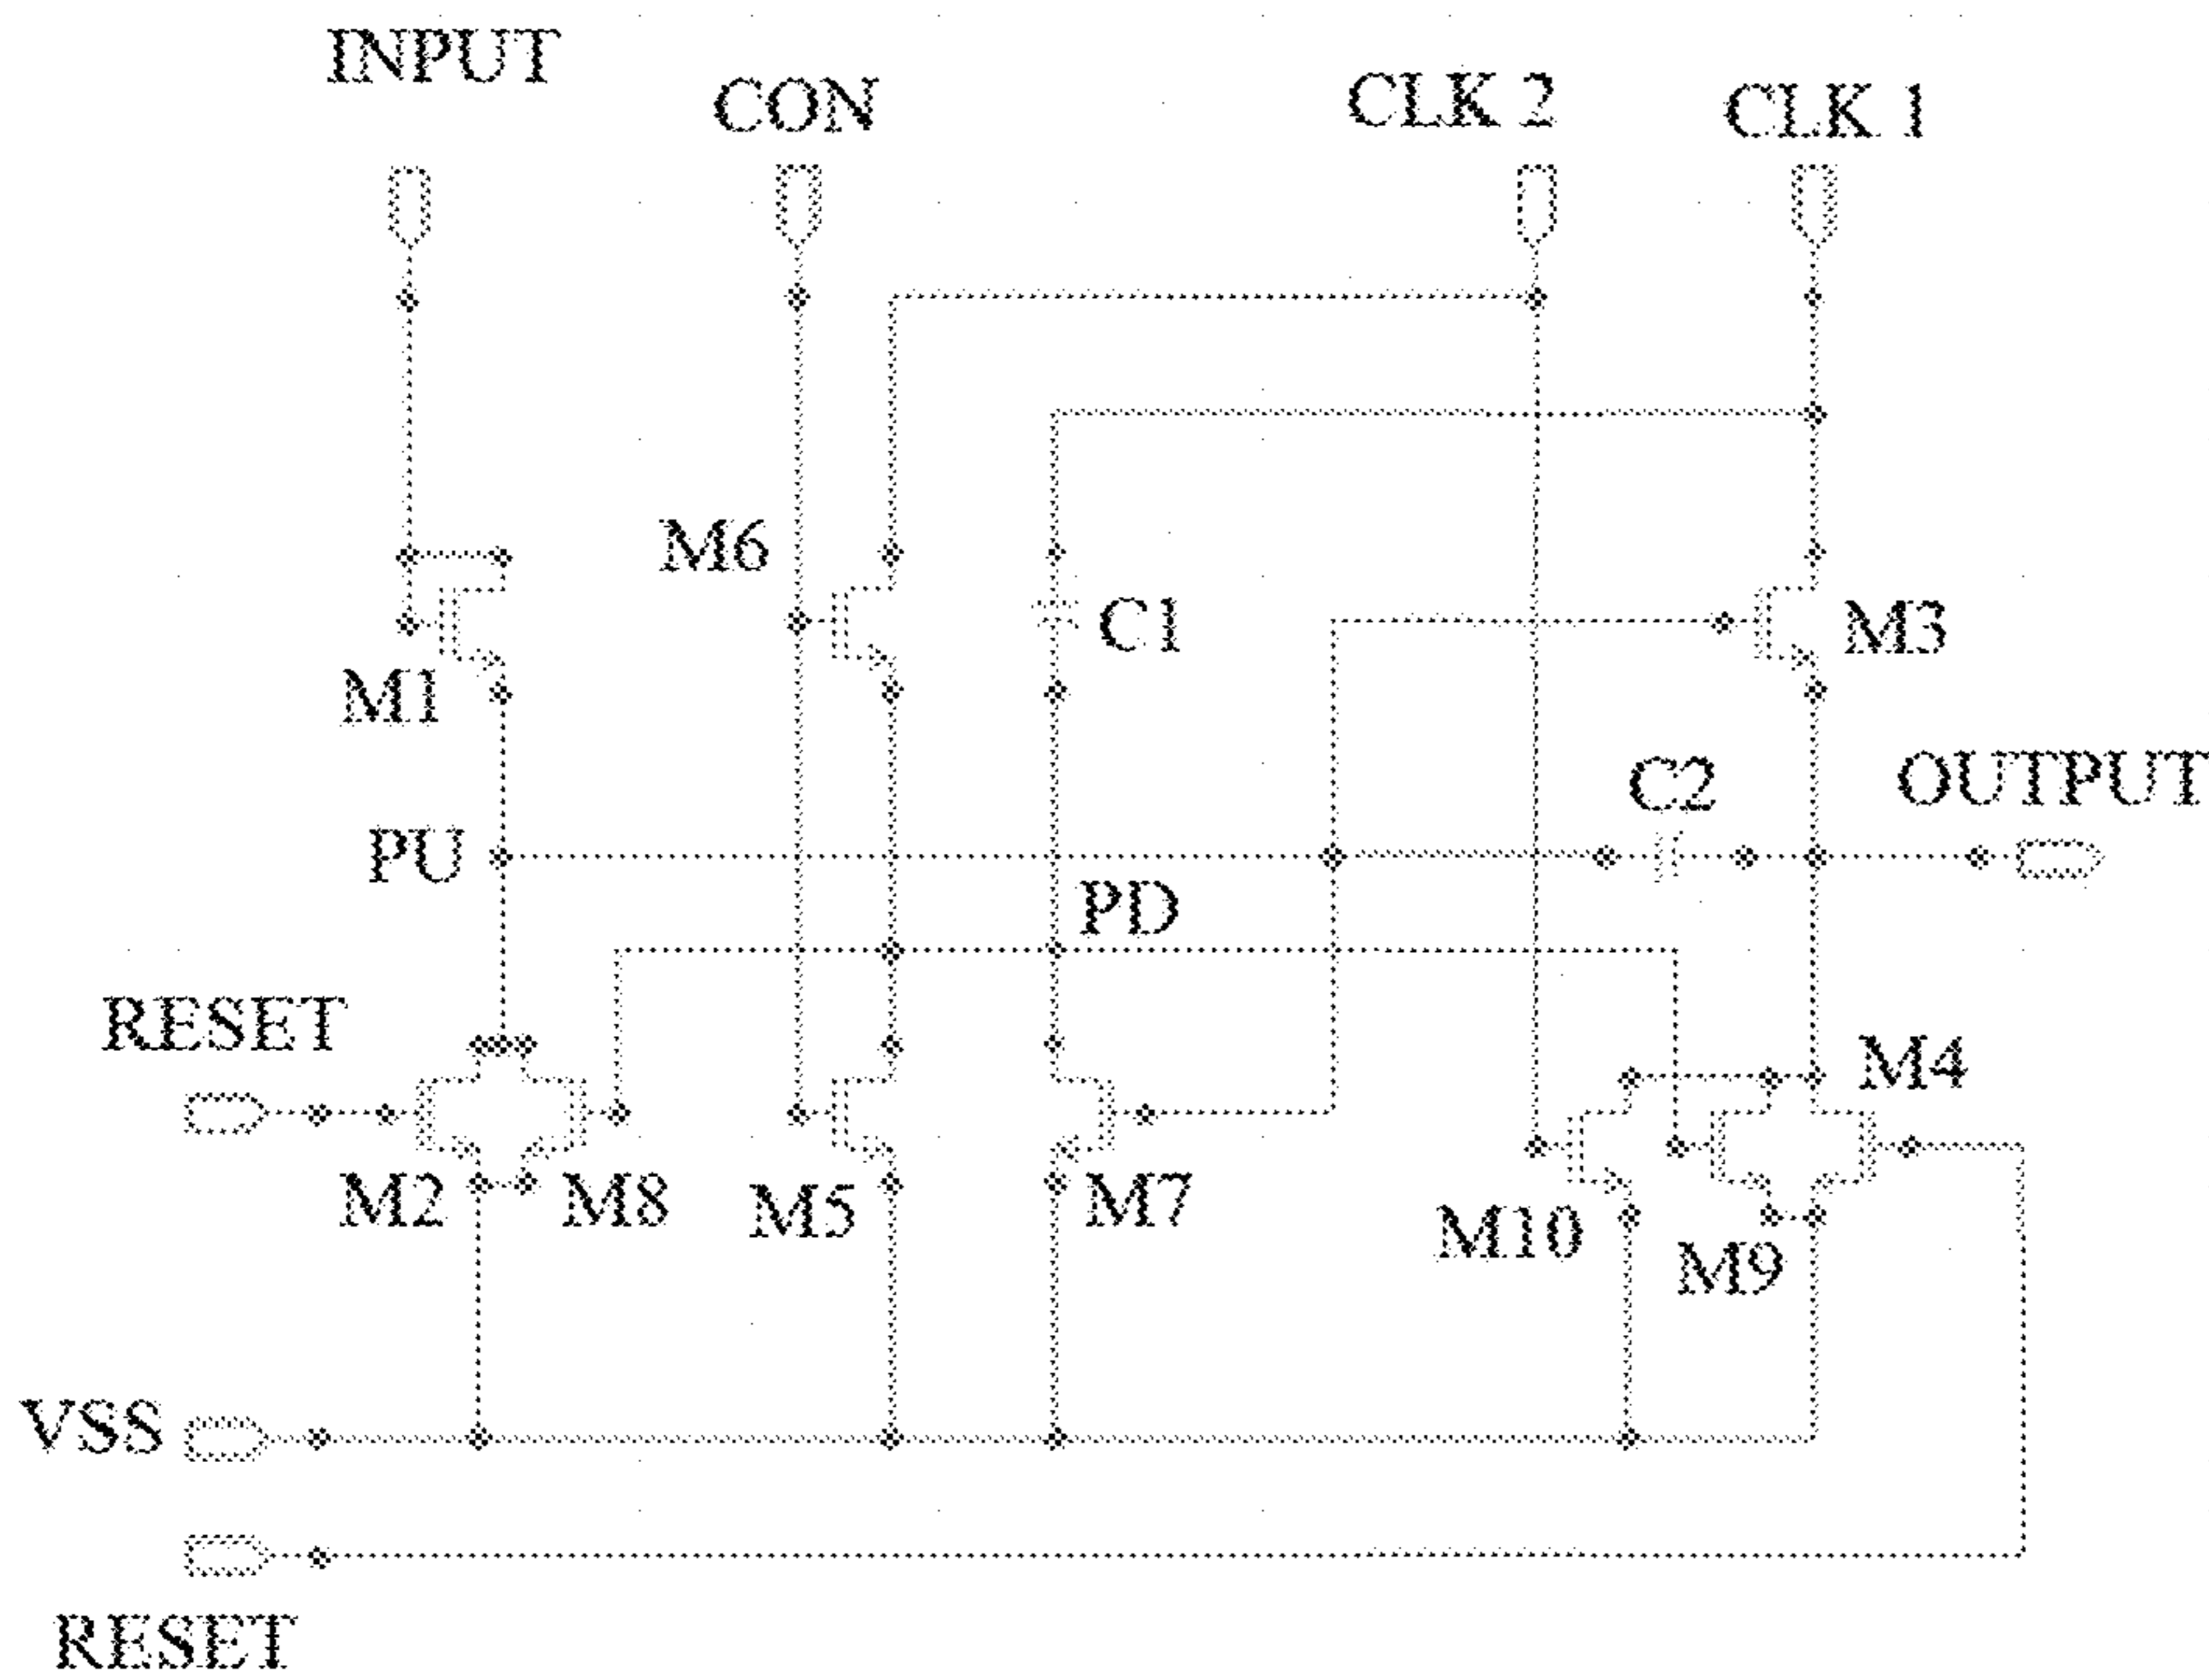 INPUT
CON
CLK 2
CLK 1
M6
C1
M3
M1
C2
OUTPUT
PU
PD
RESET
M4
M2
M8
M5
M7
M10
M9
VSS
RESET